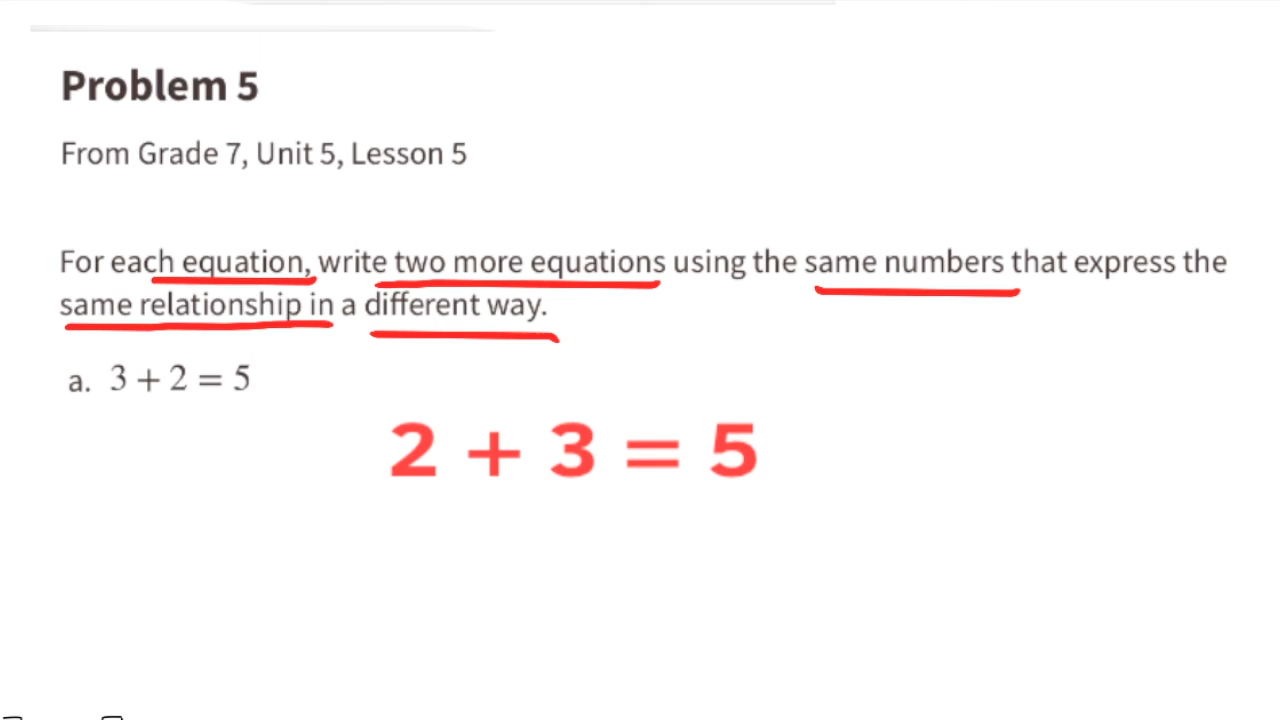 Problem 5
From Grade 7, Unit 5, Lesson 5
For each equation, write two more equations using the same numbers that express the
same relationship in a different way.
a. 3 + 2 = 5
2 + 3 = 5